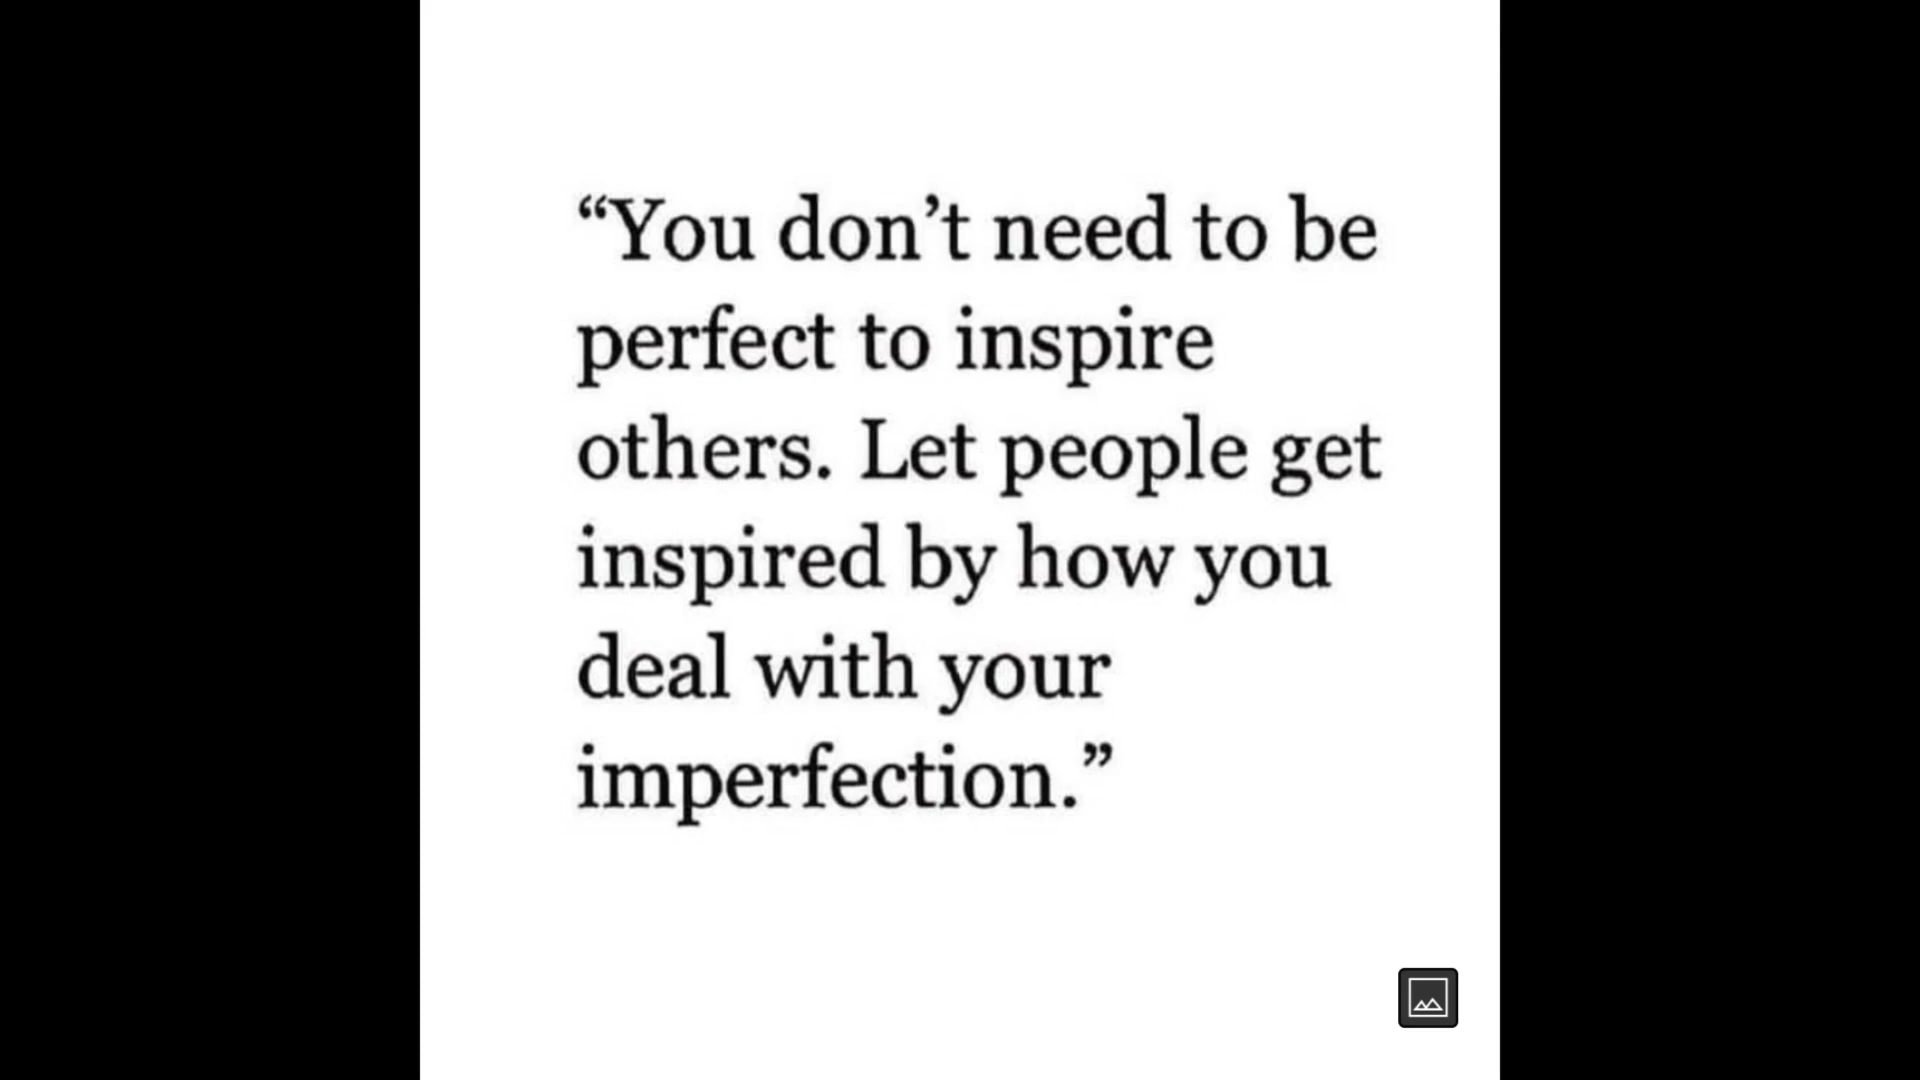 “You don’t need to be
perfect to inspire
others. Let people get
inspired by how you
deal with your
imperfection.”